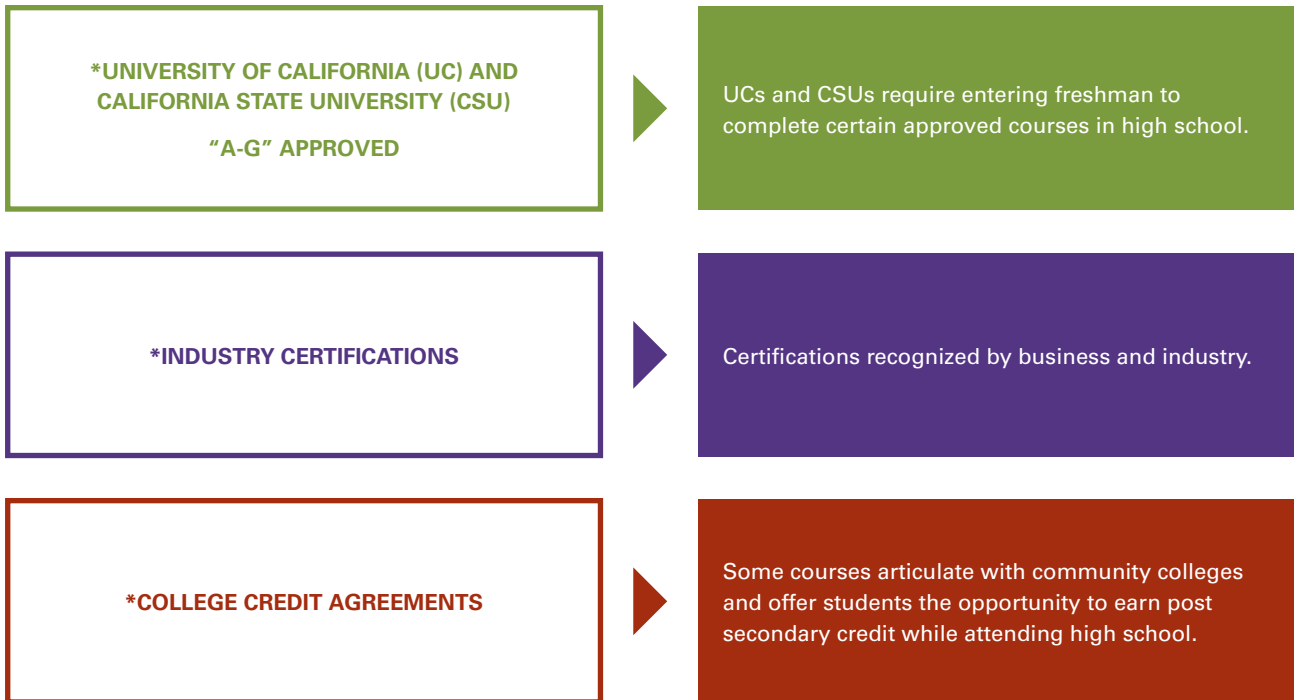 *UNIVERSITY OF CALIFORNIA (UC) AND
CALIFORNIA STATE UNIVERSITY (CSU)
“A-G” APPROVED
UCs and CSUs require entering freshman to
complete certain approved courses in high school.
*INDUSTRY CERTIFICATIONS
Certifications recognized by business and industry.
*COLLEGE CREDIT AGREEMENTS
Some courses articulate with community colleges
and offer students the opportunity to earn post
secondary credit while attending high school.